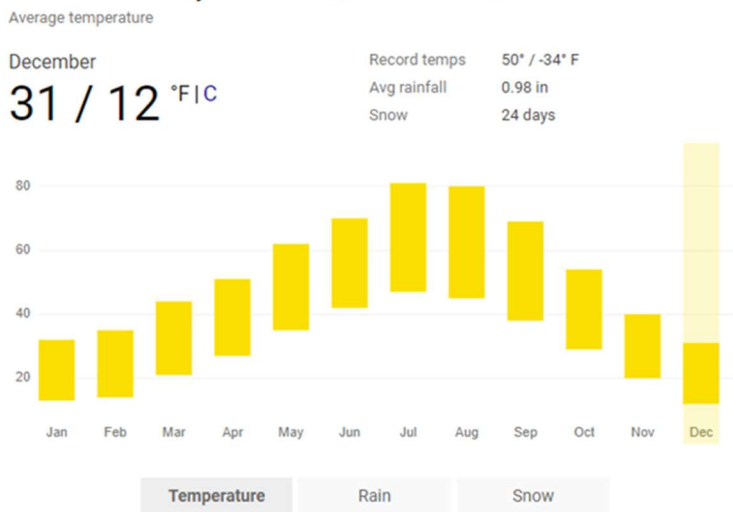 Average temperature
December
31 / 12 °F | C
Record temps 50° / -34° F
Avg rainfall 0.98 in
Snow 24 days
80
60
40
20
Jan Feb Mar Apr May Jun Jul Aug Sep Oct Nov Dec
Temperature Rain Snow